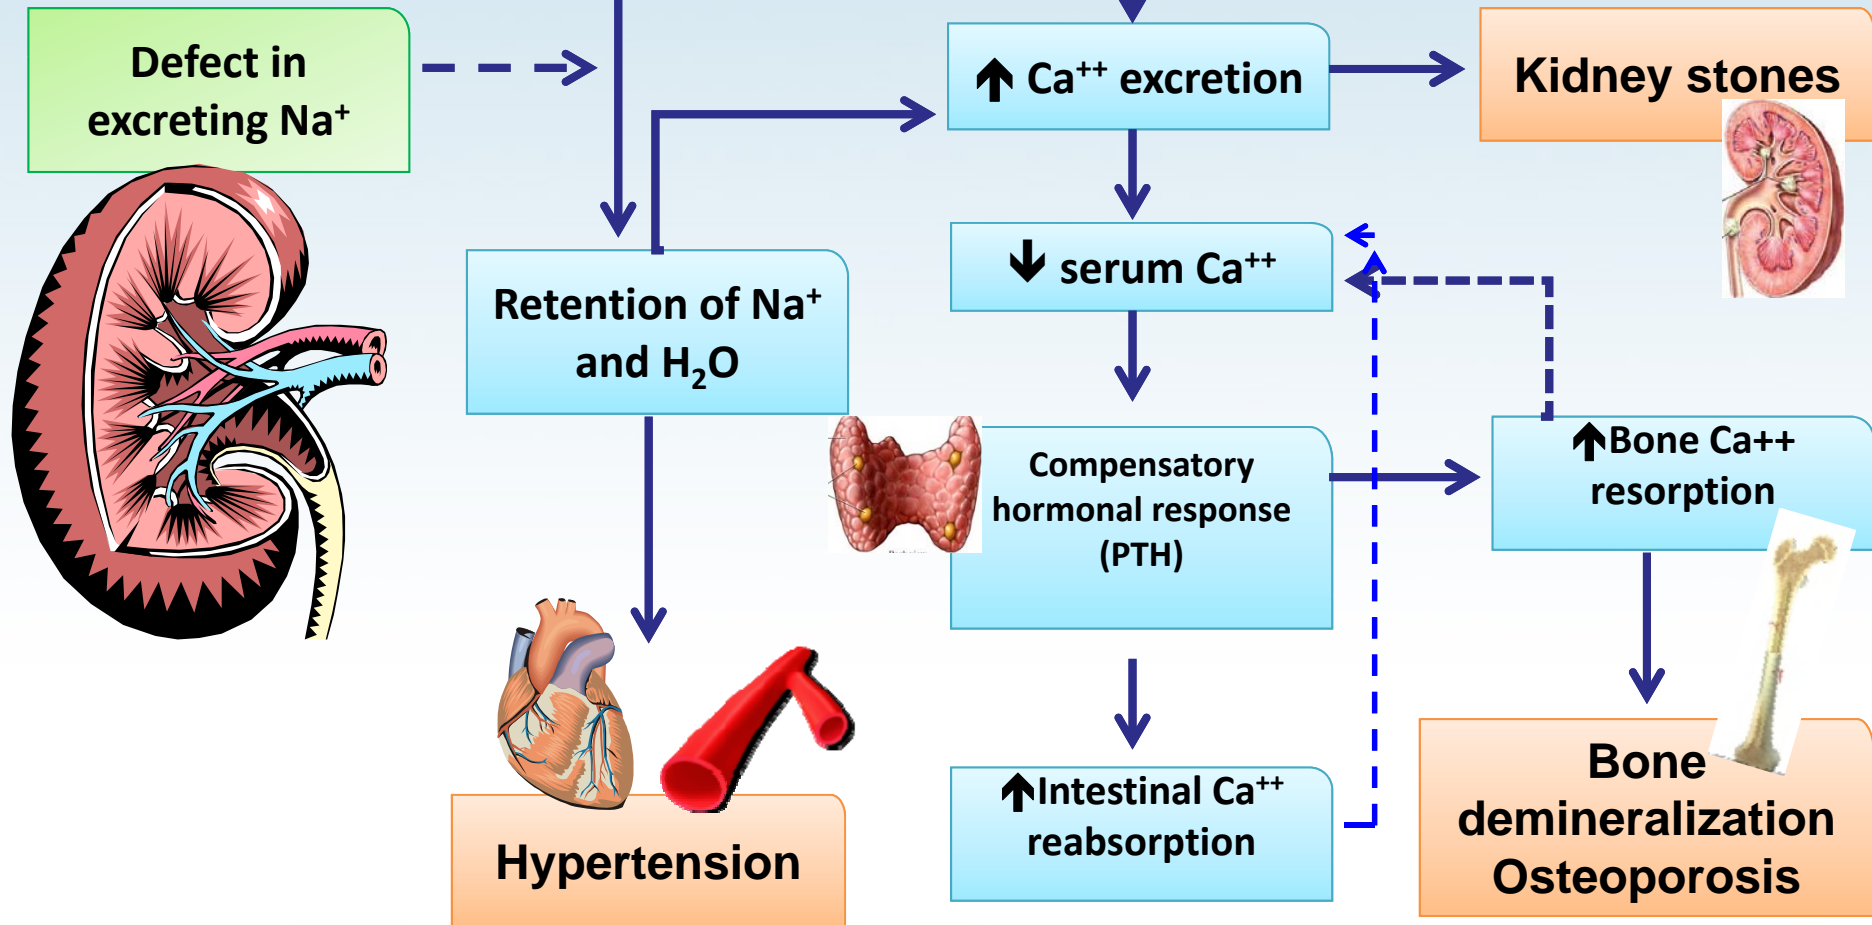 Defect in
excreting Na⁺
↑ Ca⁺⁺ excretion
Kidney stones
↓ serum Ca⁺⁺
Retention of Na⁺
and H₂O
Compensatory
hormonal response
(PTH)
↑Bone Ca++
resorption
↑Intestinal Ca⁺⁺
reabsorption
Hypertension
Bone
demineralization
Osteoporosis